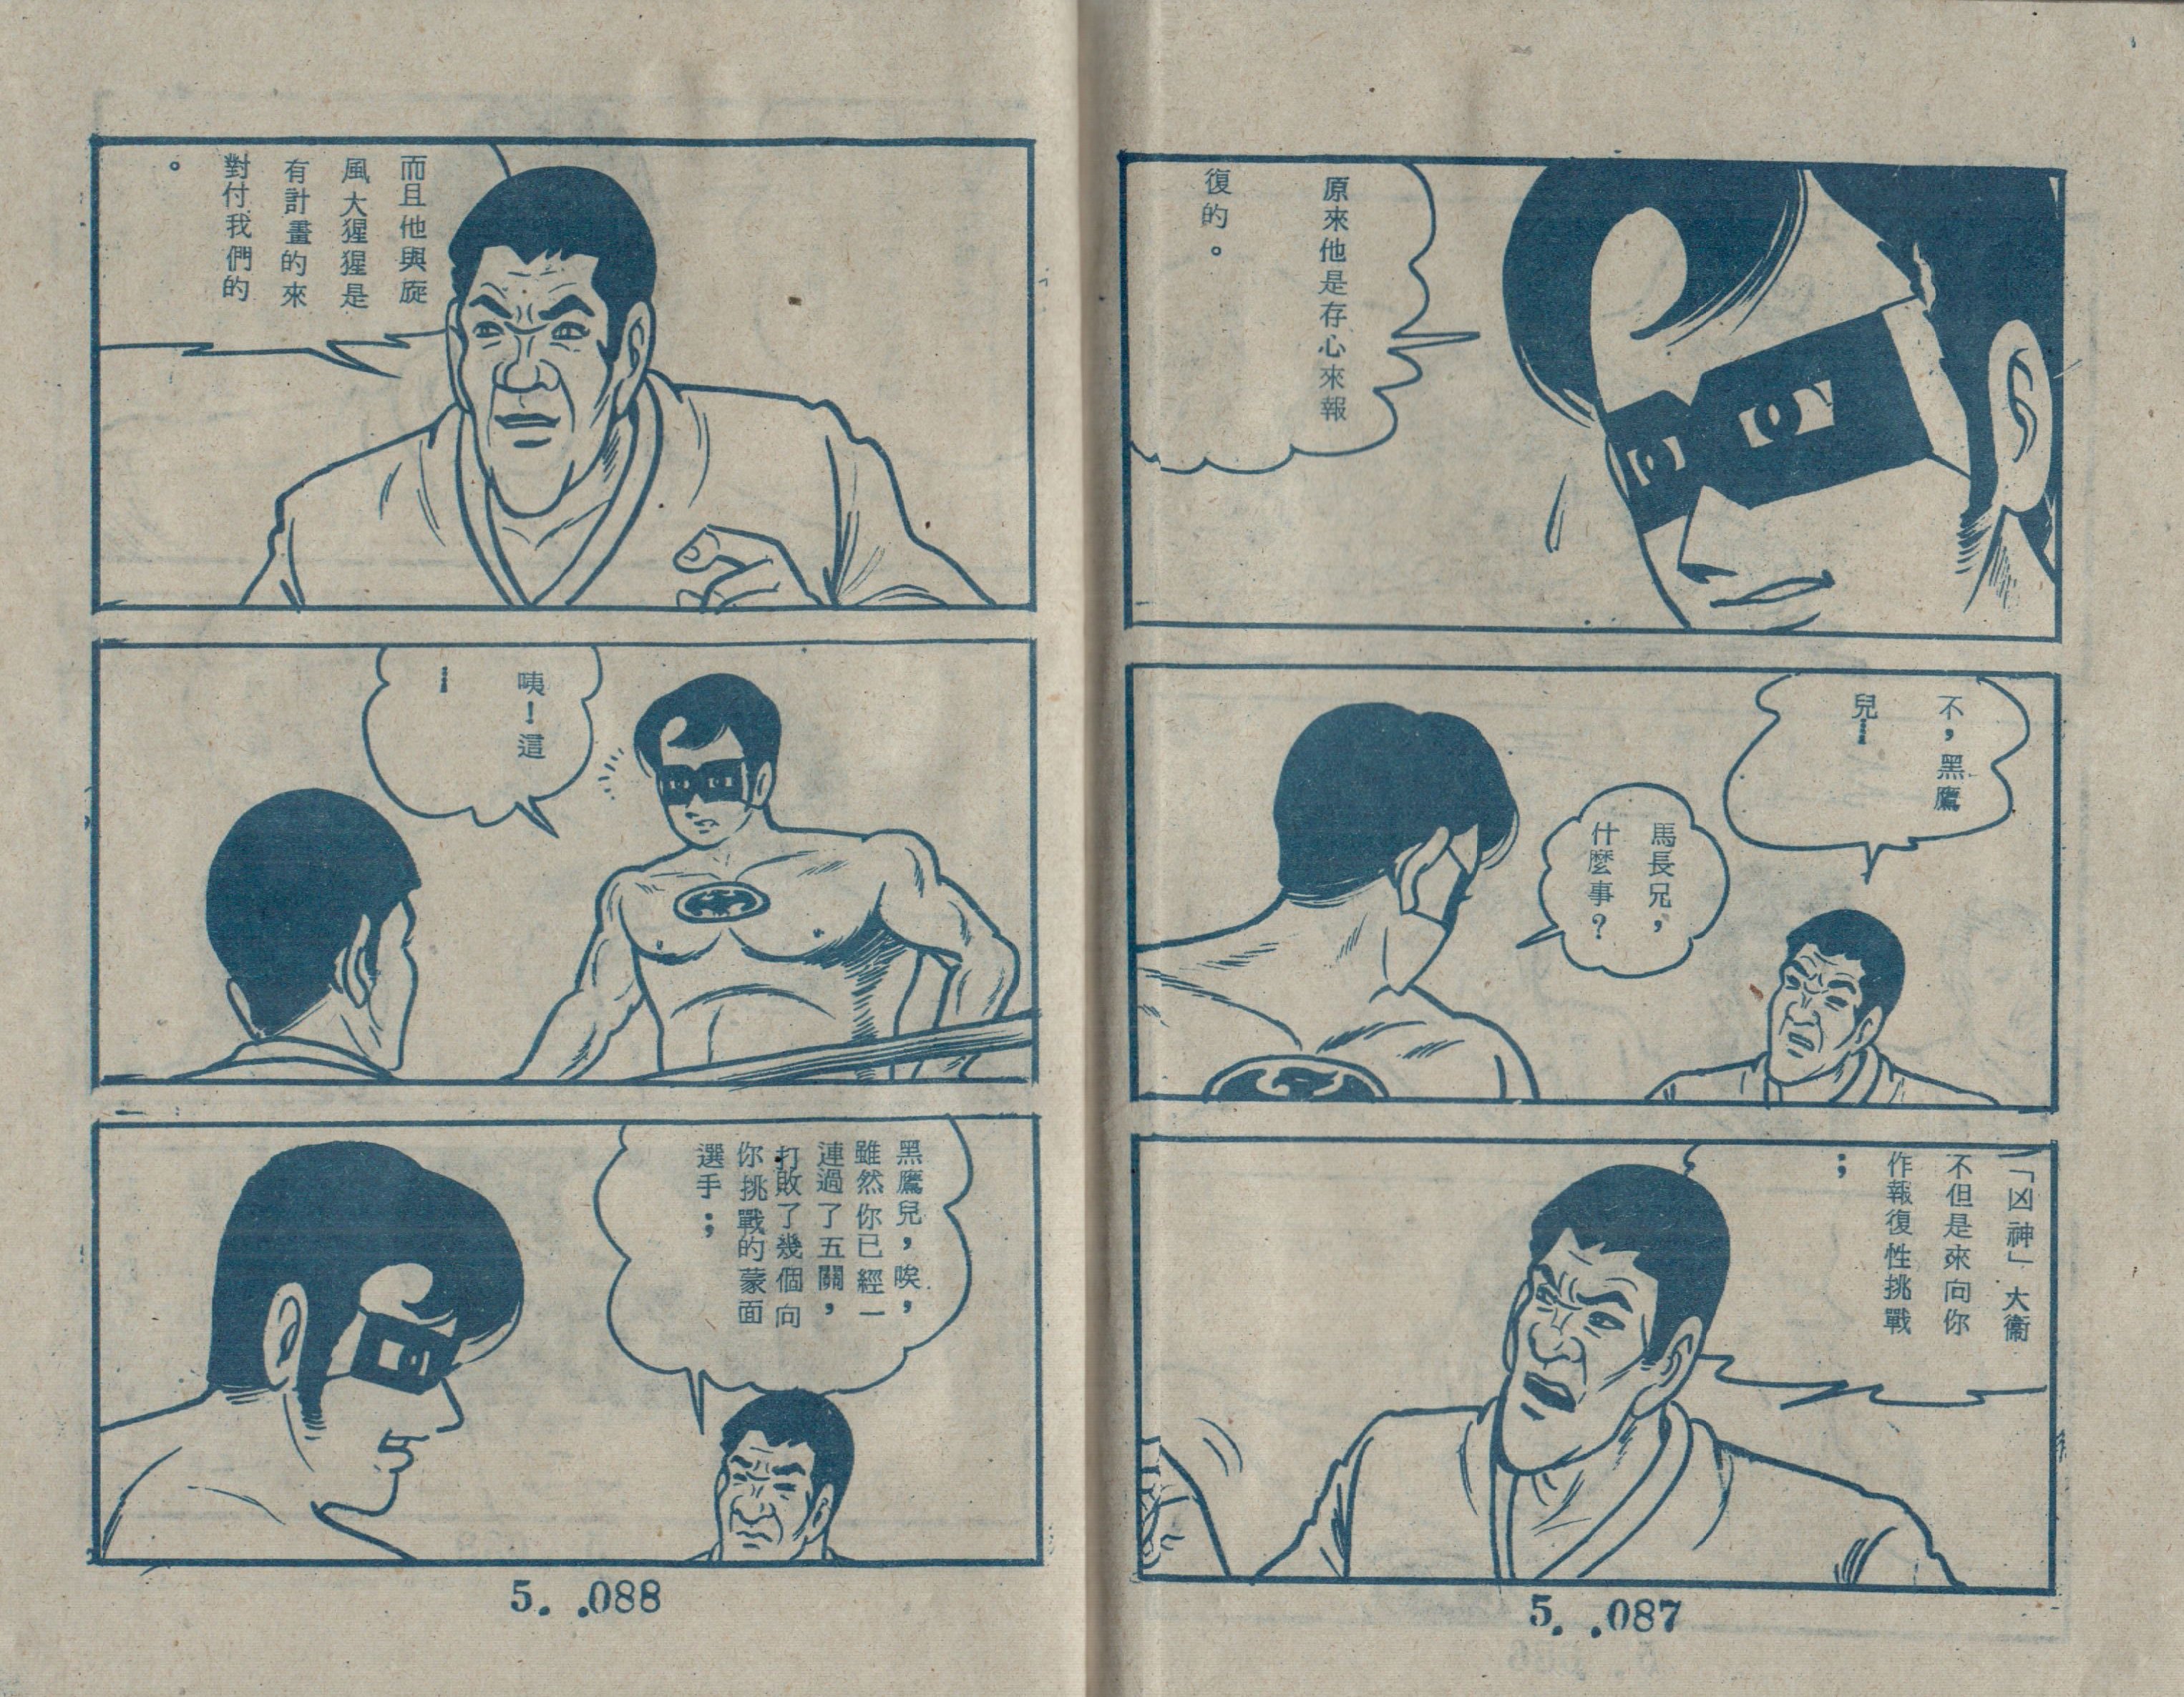 原來他是存心來報
復的。
不，黑鷹
兒┅
馬長兄，
什麼事？
「凶神」大衞
不但是來向你
作報復性挑戰
；
5. .087
而且他與旋
風大猩猩是
有計畫的來
對付我們的
。
咦！這
┅
黑鷹兒，唉，
雖然你已經一
連過了五關，
打敗了幾個向
你挑戰的蒙面
選手；
5. .088